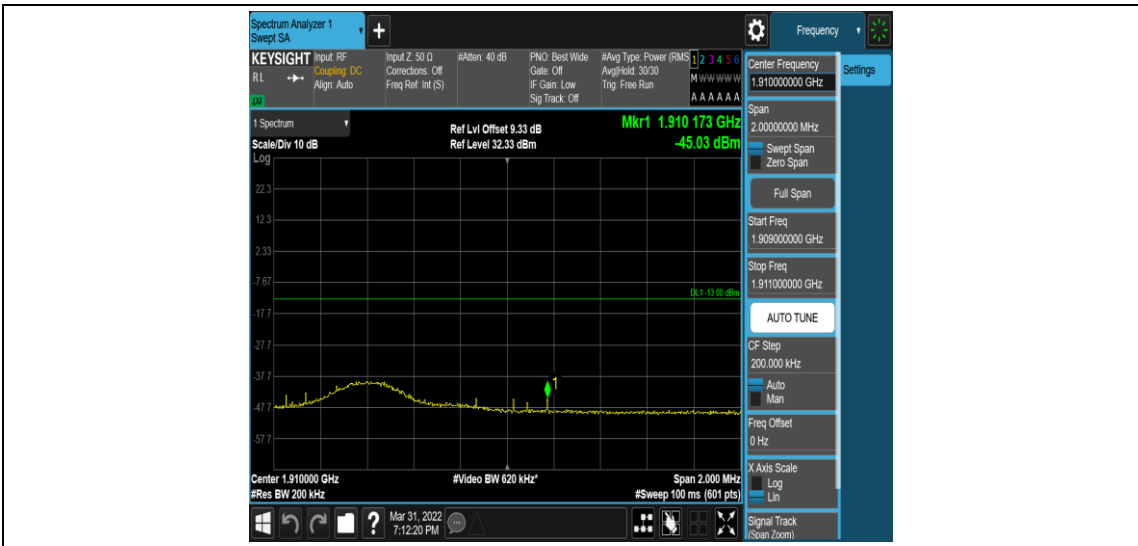 Spectrum Analyzer 1
Swept SA
Frequency
KEYSIGHT
RL
LXI
Input: RF
Coupling: DC
Align: Auto
Input Z: 50 Ω
Corrections: Off
Freq Ref: Int (S)
#Atten: 40 dB
PNO: Best Wide
Gate: Off
IF Gain: Low
Sig Track: Off
#Avg Type: Power (RMS
Avg|Hold: 30/30
Trig: Free Run
1 2 3 4 5 6
M W W W W W
A A A A A A
1 Spectrum
Scale/Div 10 dB
Log
Ref Lvl Offset 9.33 dB
Ref Level 32.33 dBm
Mkr1 1.910 173 GHz
-45.03 dBm
22.3
12.3
2.33
-7.67
DL1 -13.00 dBm
-17.7
-27.7
-37.7
1
-47.7
-57.7
Center 1.910000 GHz
#Res BW 200 kHz
#Video BW 620 kHz*
Span 2.000 MHz
#Sweep 100 ms (601 pts)
Mar 31, 2022
7:12:20 PM
Center Frequency
1.910000000 GHz
Settings
Span
2.00000000 MHz
Swept Span
Zero Span
Full Span
Start Freq
1.909000000 GHz
Stop Freq
1.911000000 GHz
AUTO TUNE
CF Step
200.000 kHz
Auto
Man
Freq Offset
0 Hz
X Axis Scale
Log
Lin
Signal Track
(Span Zoom)